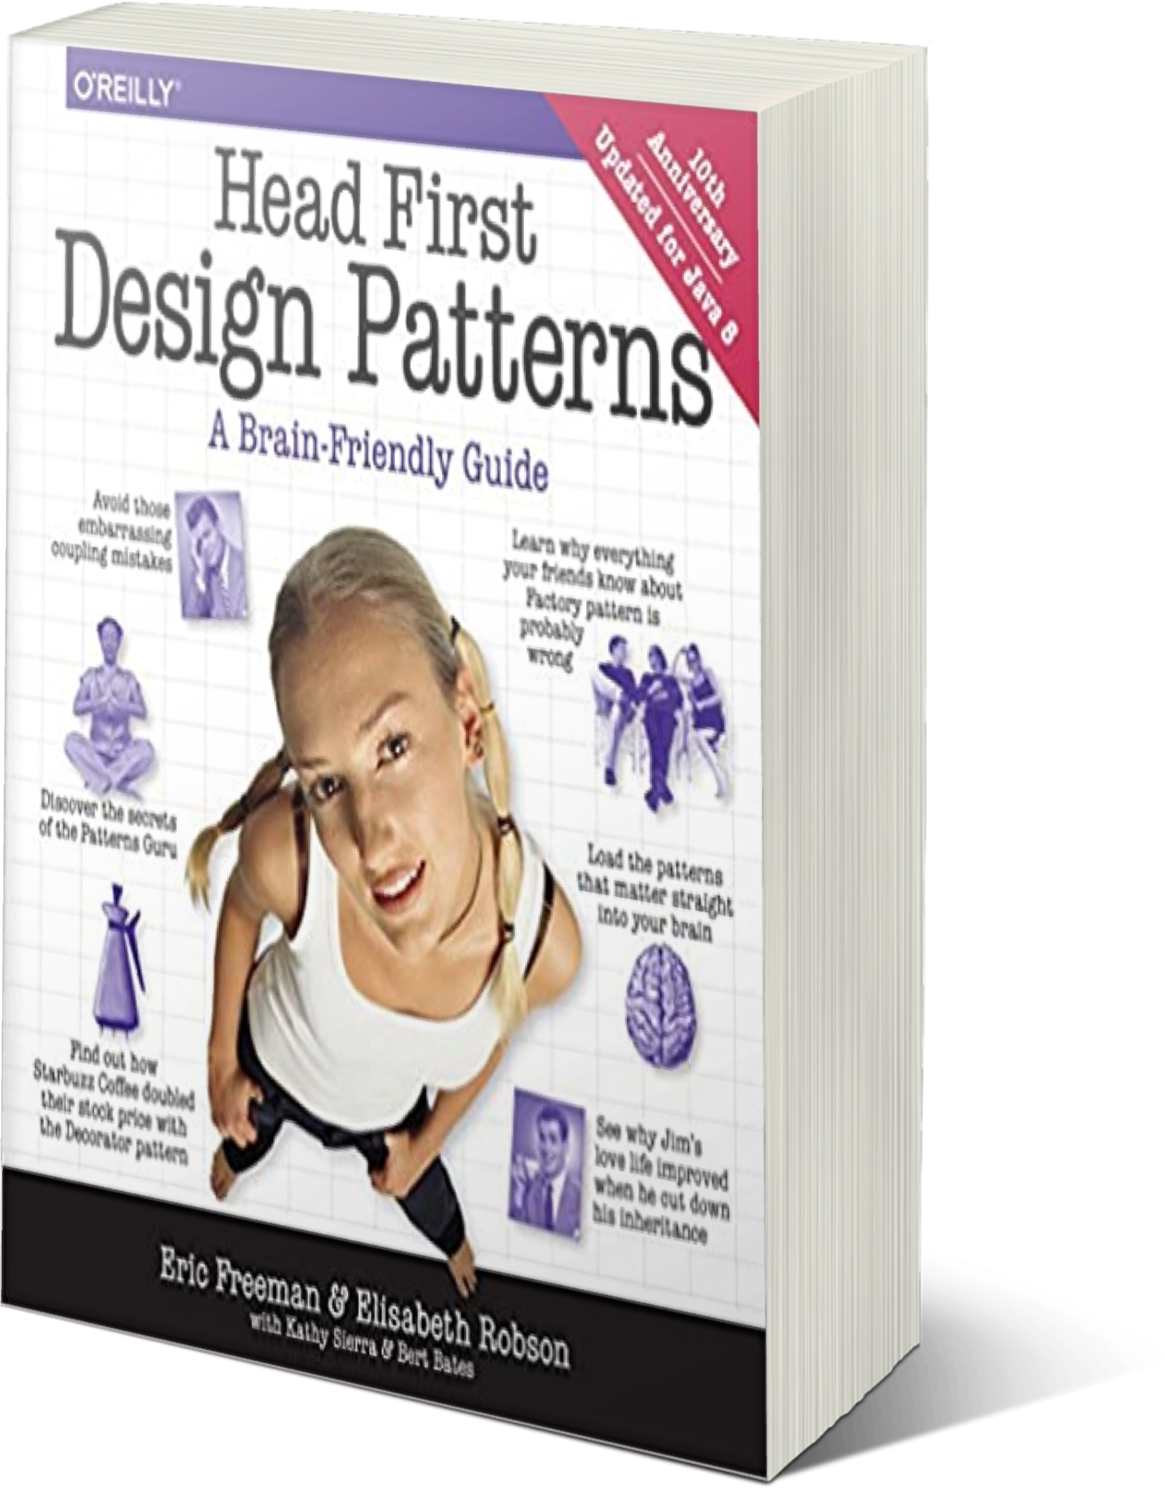 O'REILLY®
10th
Anniversary
Updated for Java 8
Head First
Design Patterns
A Brain-Friendly Guide
Avoid those
embarrassing
coupling mistakes
Learn why everything
your friends know about
Factory pattern is
probably
wrong
Discover the secrets
of the Patterns Guru
Load the patterns
that matter straight
into your brain
Find out how
Starbuzz Coffee doubled
their stock price with
the Decorator pattern
See why Jim's
love life improved
when he cut down
his inheritance
Eric Freeman & Elisabeth Robson
with Kathy Sierra & Bert Bates